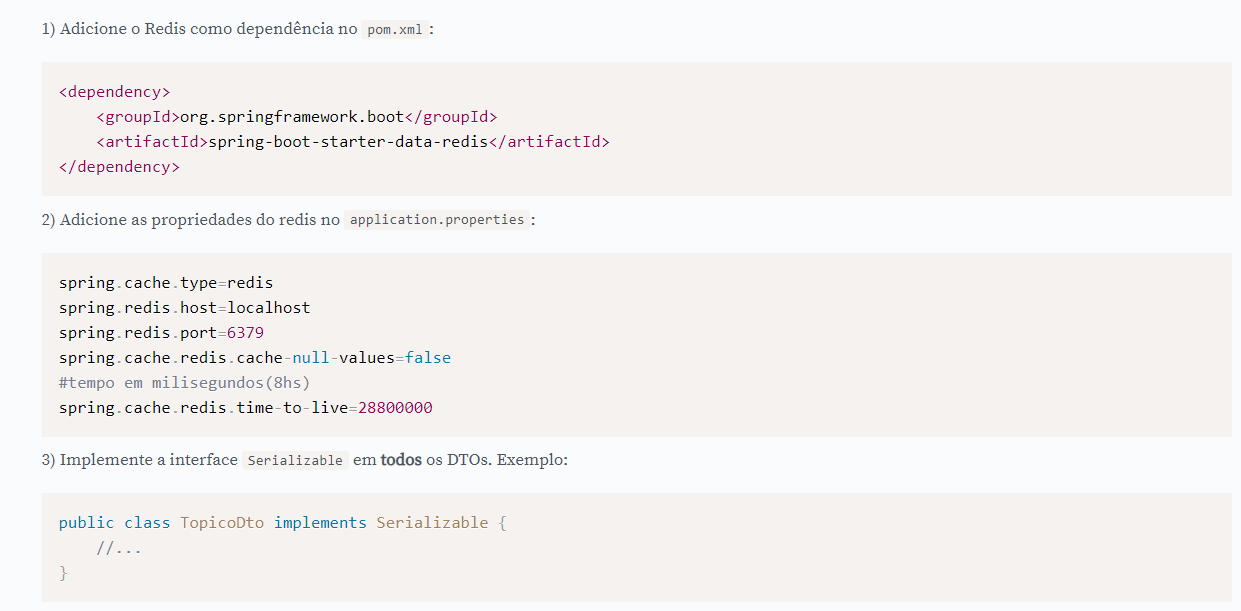 1) Adicione o Redis como dependência no pom.xml :
<dependency>
    <groupId>org.springframework.boot</groupId>
    <artifactId>spring-boot-starter-data-redis</artifactId>
</dependency>
2) Adicione as propriedades do redis no application.properties :
spring.cache.type=redis
spring.redis.host=localhost
spring.redis.port=6379
spring.cache.redis.cache-null-values=false
#tempo em milisegundos(8hs)
spring.cache.redis.time-to-live=28800000
3) Implemente a interface Serializable em todos os DTOs. Exemplo:
public class TopicoDto implements Serializable {
    //...
}